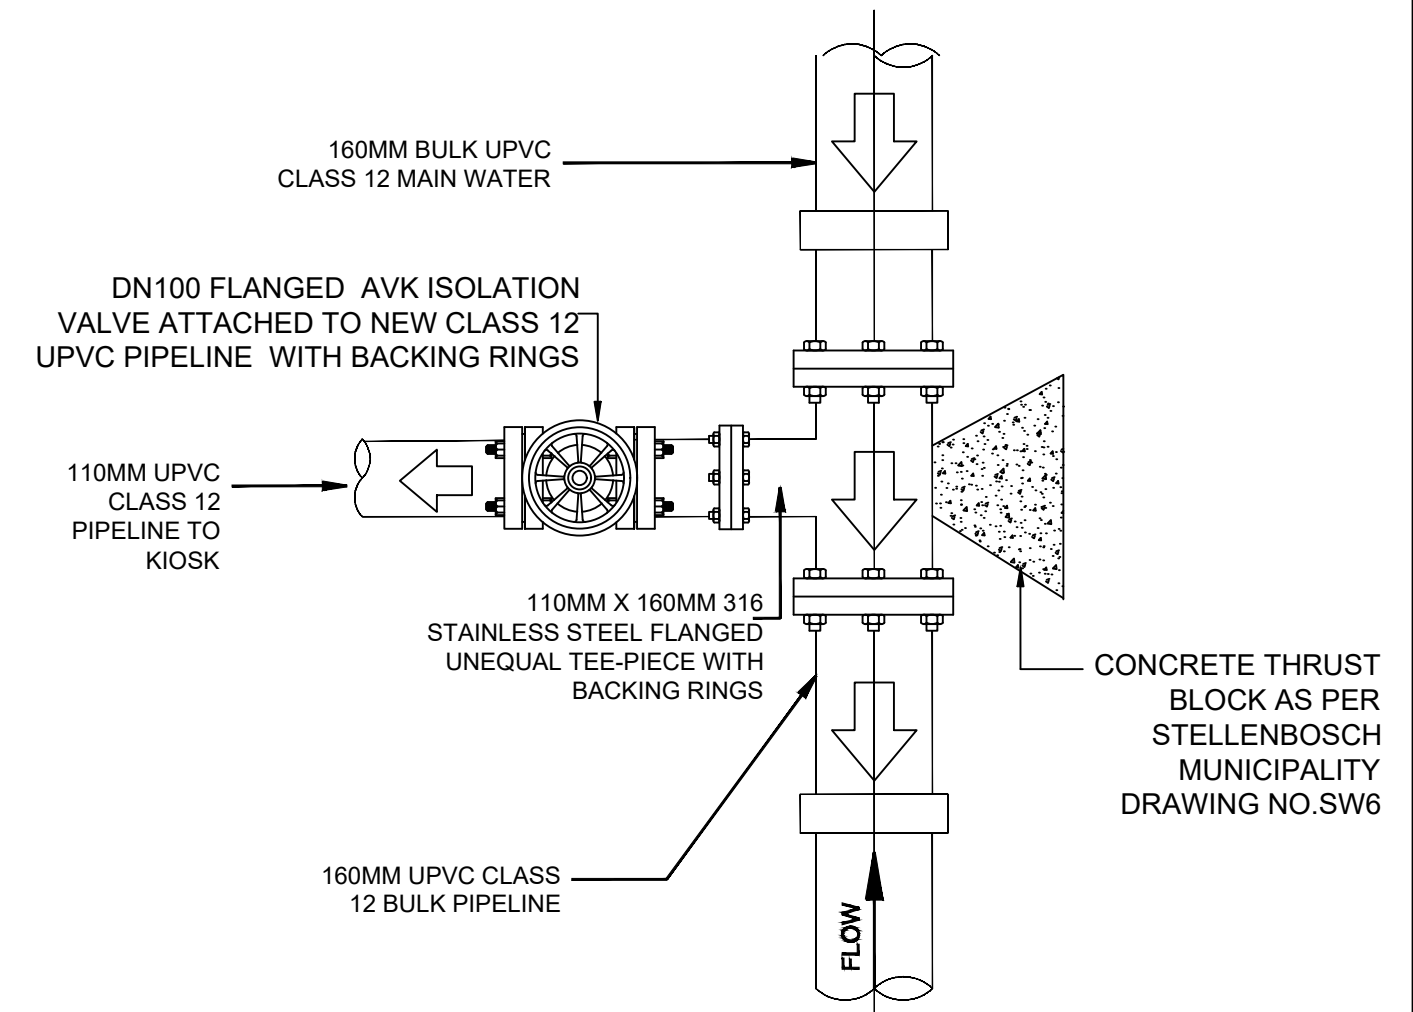 160MM BULK UPVC
CLASS 12 MAIN WATER
DN100 FLANGED  AVK ISOLATION
VALVE ATTACHED TO NEW CLASS 12
UPVC PIPELINE  WITH BACKING RINGS
110MM UPVC
CLASS 12
PIPELINE TO
KIOSK
110MM X 160MM 316
STAINLESS STEEL FLANGED
UNEQUAL TEE-PIECE WITH
BACKING RINGS
CONCRETE THRUST
BLOCK AS PER
STELLENBOSCH
MUNICIPALITY
DRAWING NO.SW6
160MM UPVC CLASS
12 BULK PIPELINE
FLOW